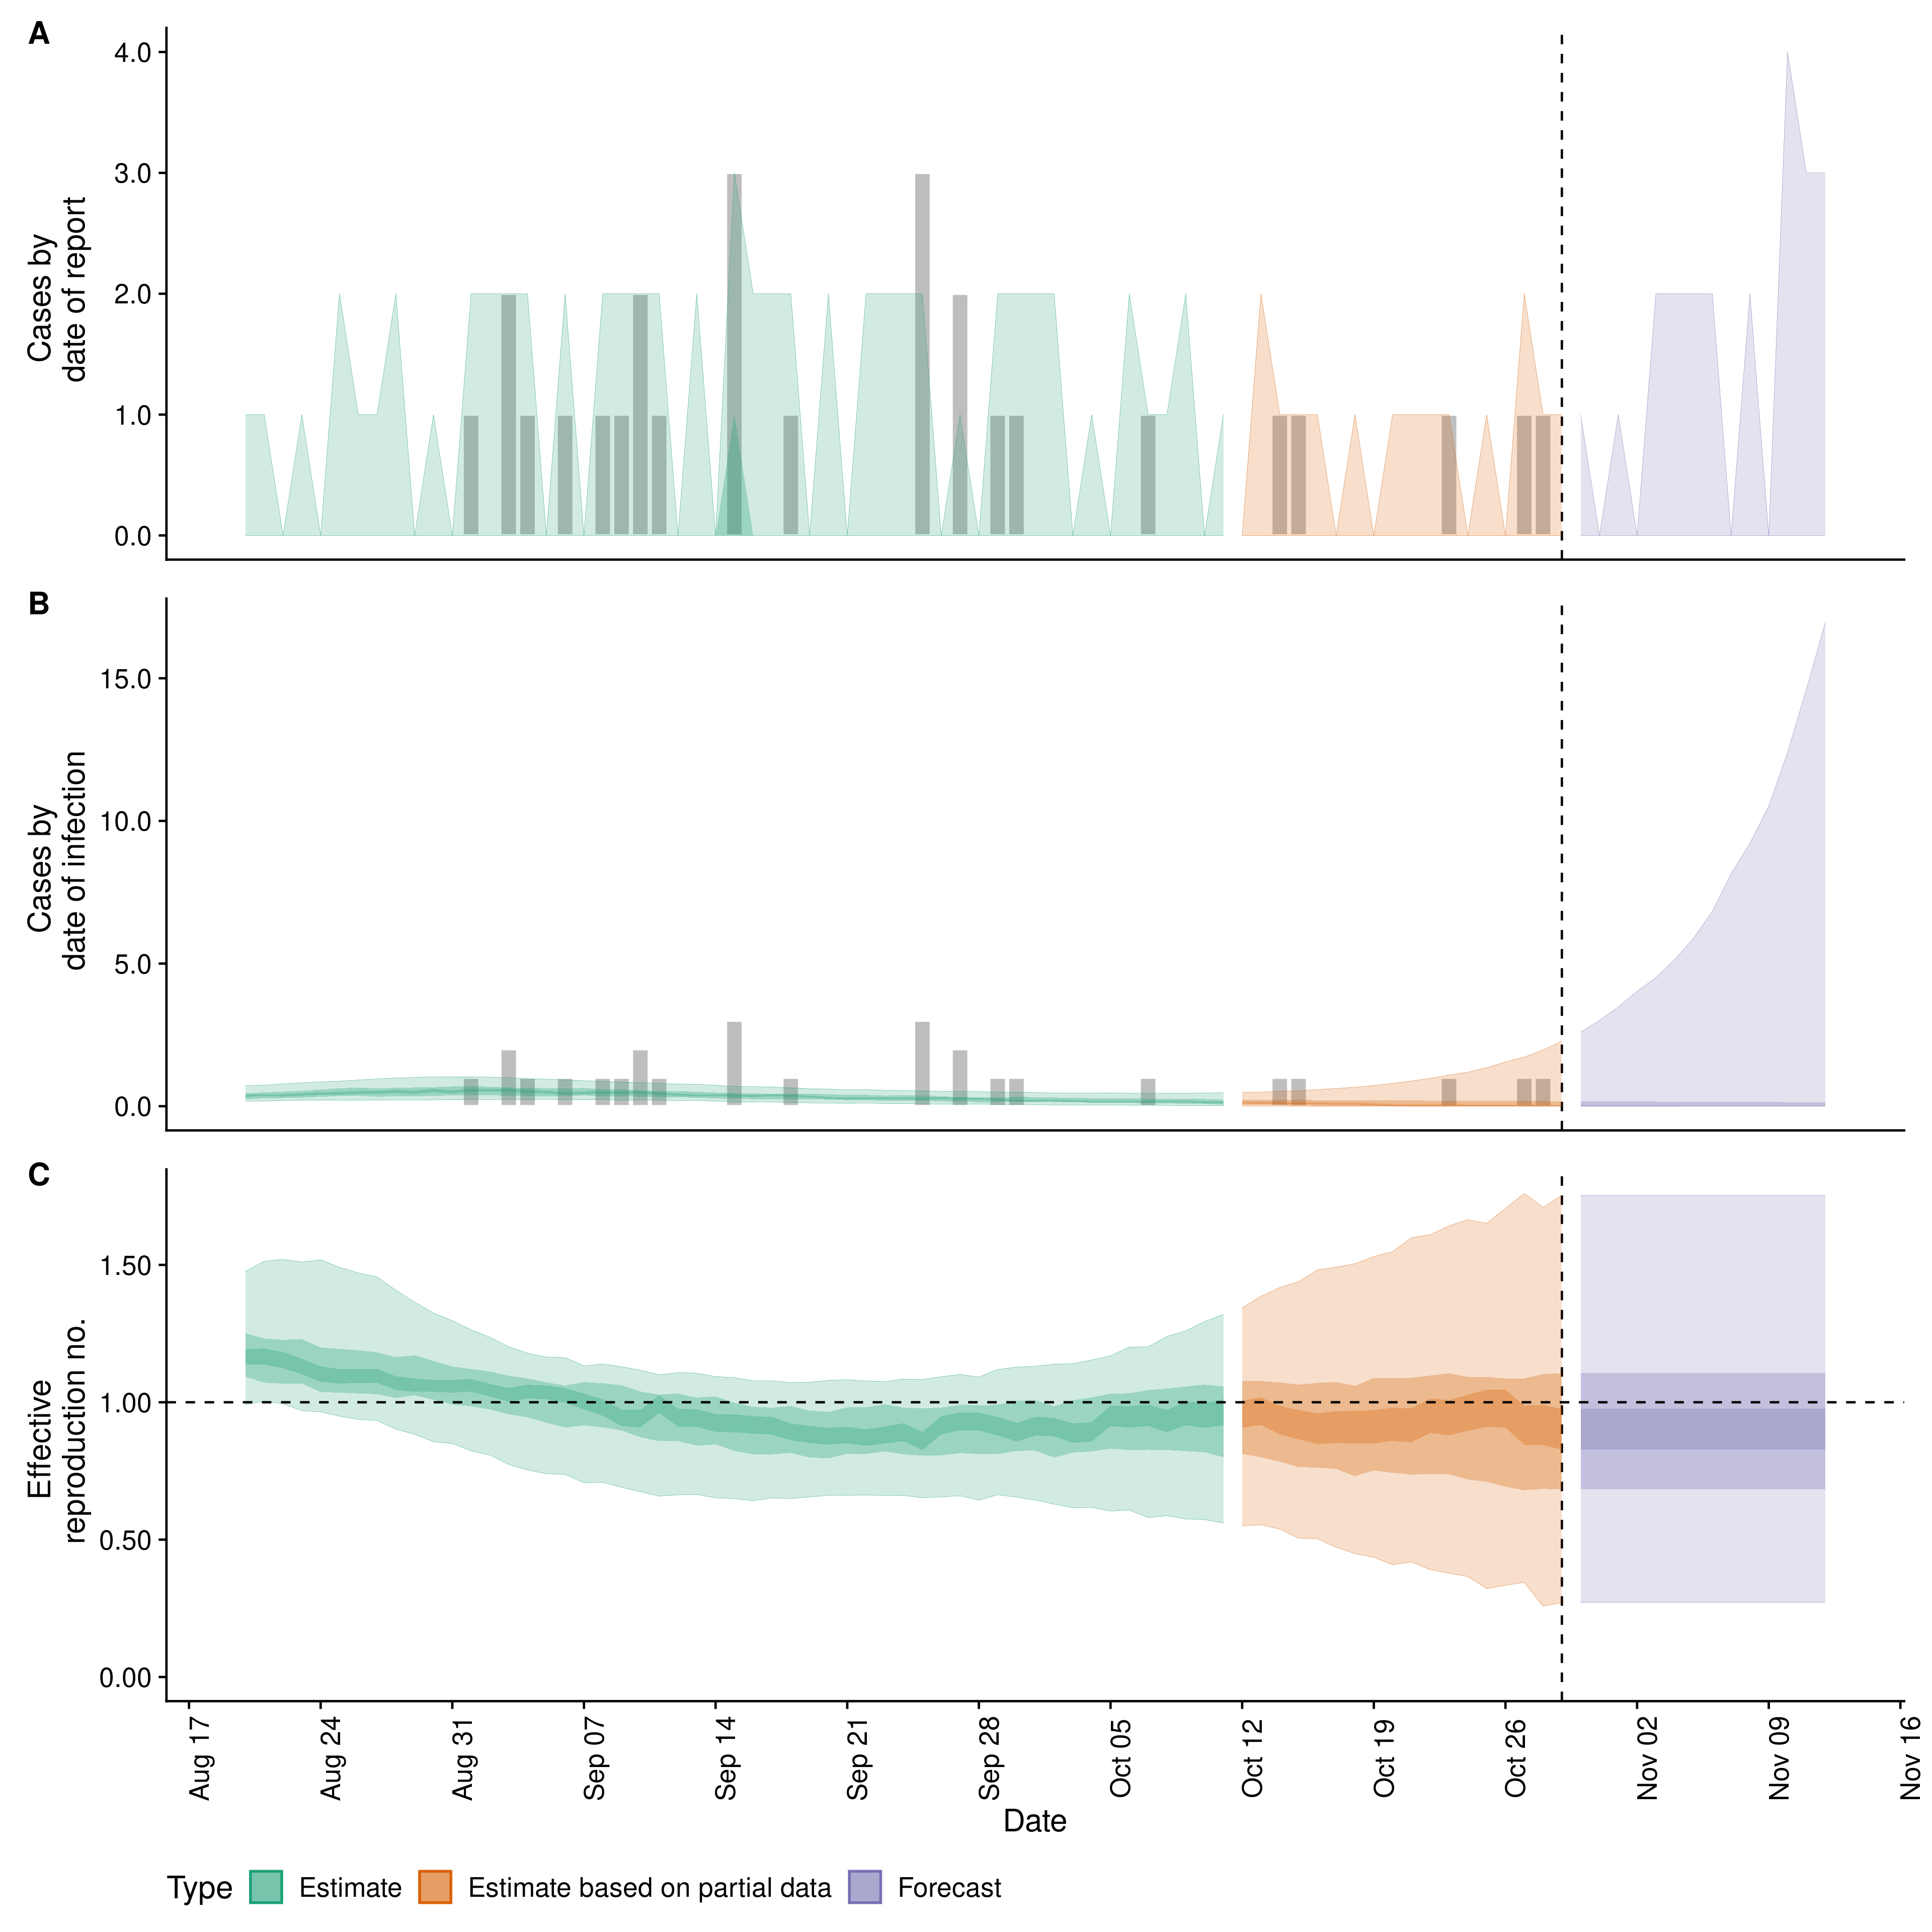 A
4.0
3.0
2.0
1.0
0.0
Cases by
date of report
B
15.0
10.0
5.0
0.0
Cases by
date of infection
C
1.50
1.00
0.50
0.00
Effective
reproduction no.
Aug 17
Aug 24
Aug 31
Sep 07
Sep 14
Sep 21
Sep 28
Oct 05
Oct 12
Oct 19
Oct 26
Nov 02
Nov 09
Nov 16
Date
Type Estimate Estimate based on partial data Forecast